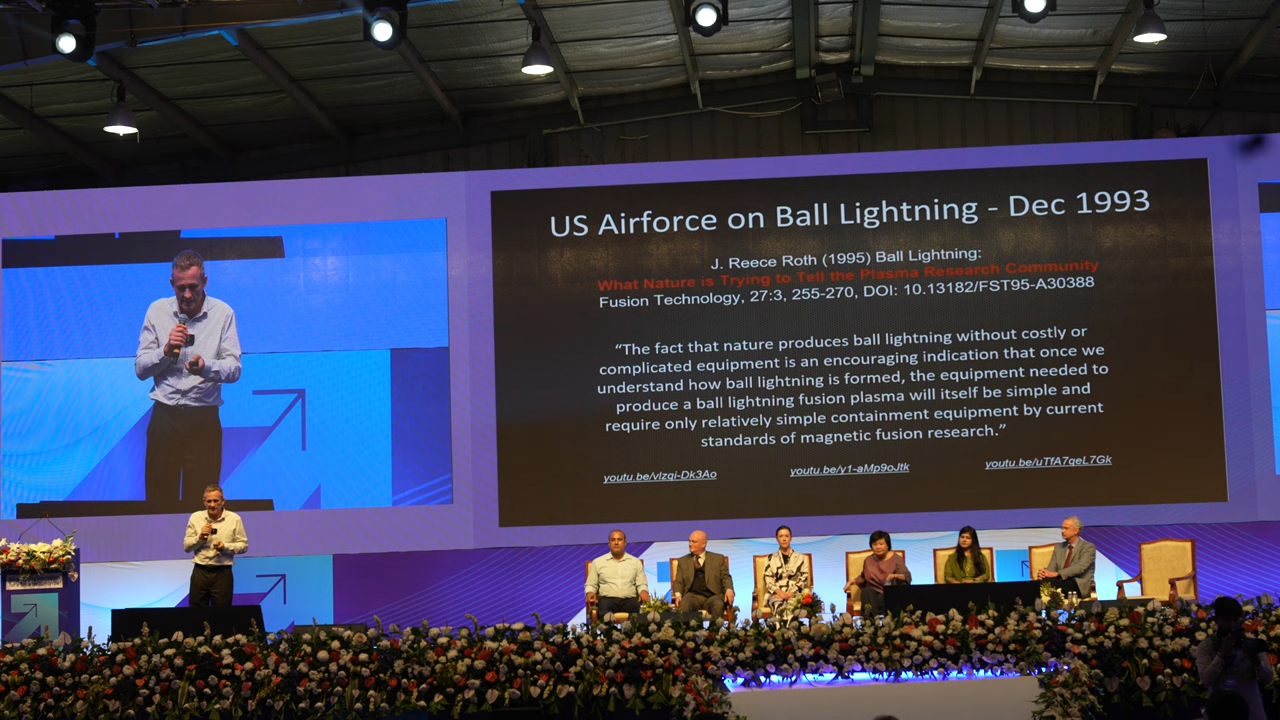 US Airforce on Ball Lightning - Dec 1993
J. Reece Roth (1995) Ball Lightning:
What Nature is Trying to Tell the Plasma Research Community
Fusion Technology, 27:3, 255-270, DOI: 10.13182/FST95-A30388
“The fact that nature produces ball lightning without costly or
complicated equipment is an encouraging indication that once we
understand how ball lightning is formed, the equipment needed to
produce a ball lightning fusion plasma will itself be simple and
require only relatively simple containment equipment by current
standards of magnetic fusion research.”
youtu.be/vlzqi-Dk3Ao
youtu.be/y1-aMp9oJtk
youtu.be/uTfA7qeL7Gk